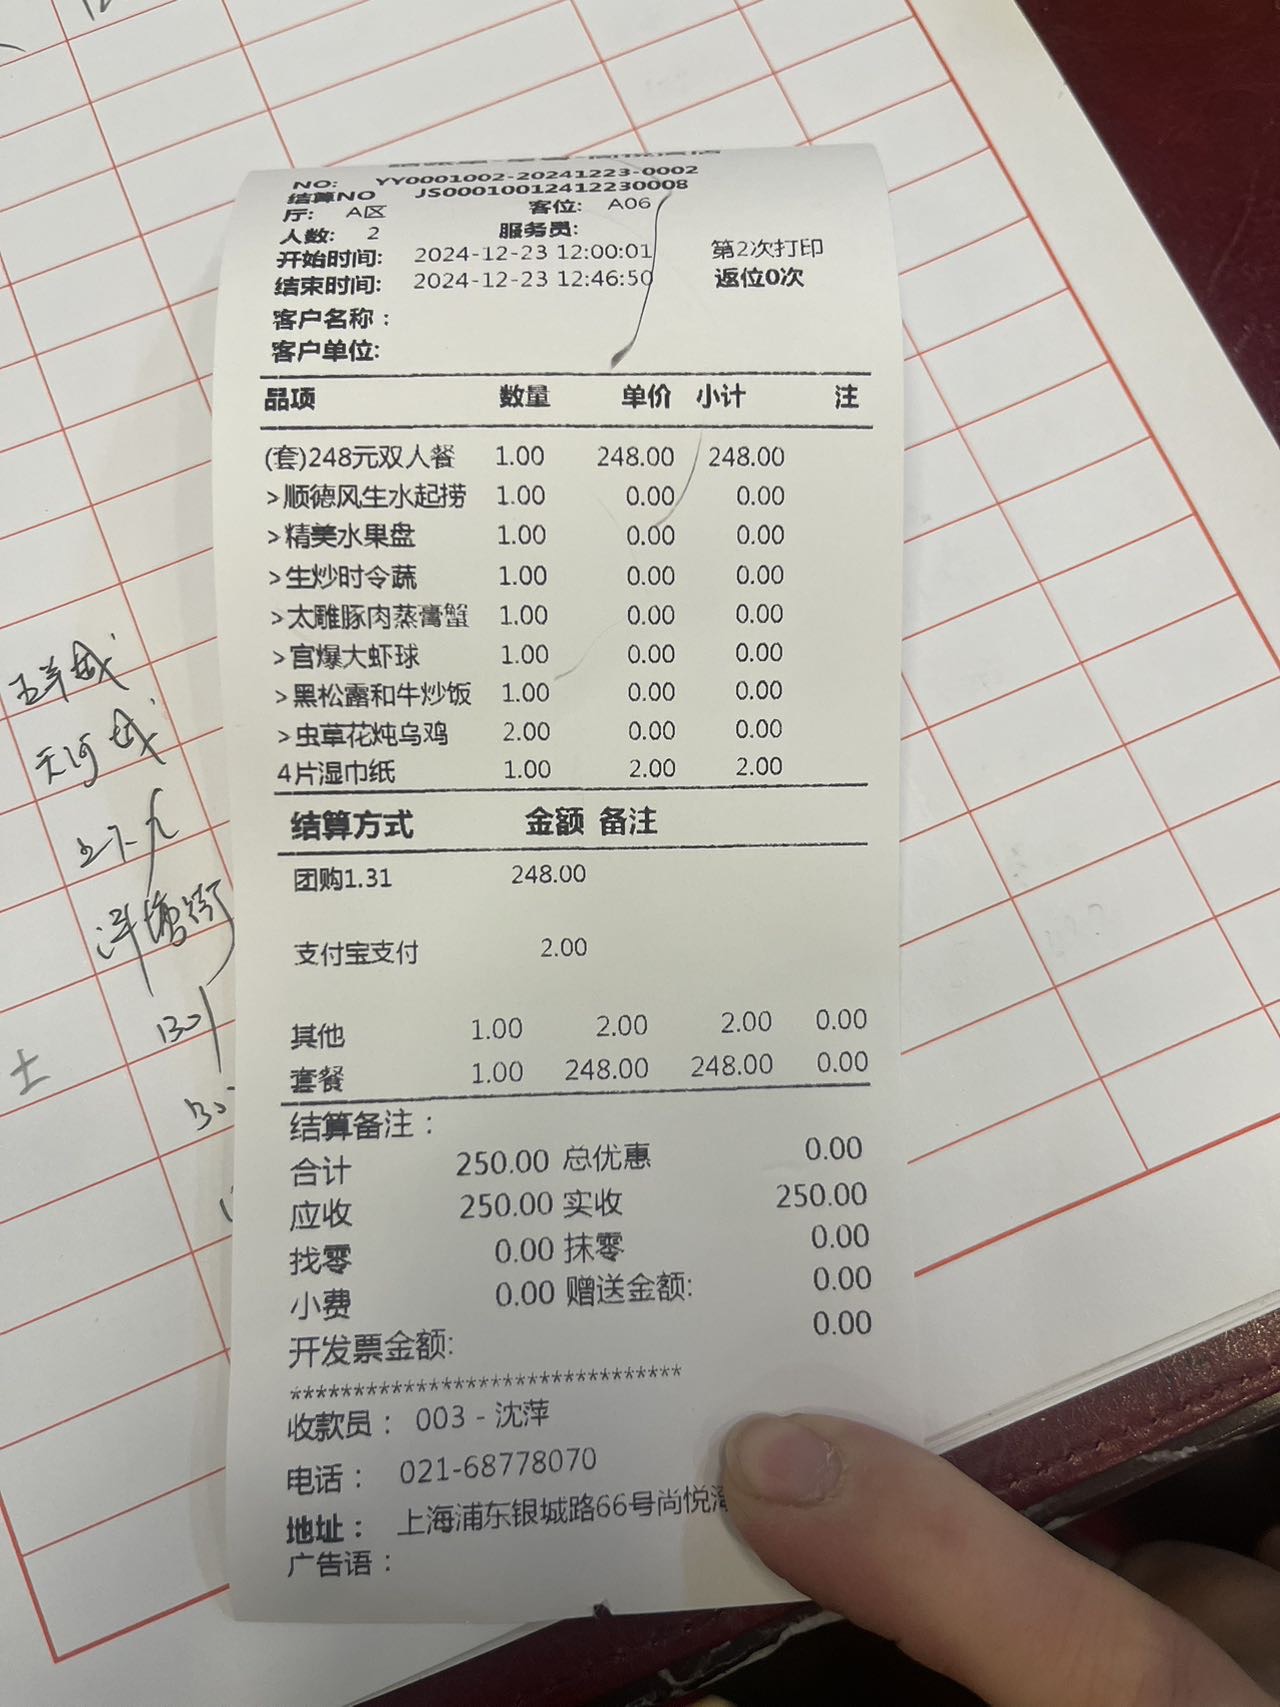 NO: YY0001002-20241223-0002
结算NO JS00010012412230008
厅: A区 客位: A06
人数: 2 服务员:
开始时间: 2024-12-23 12:00:01 第2次打印
结束时间: 2024-12-23 12:46:50 返位0次
客户名称：
客户单位:
品项 数量 单价 小计 注
(套)248元双人餐 1.00 248.00 248.00
>顺德风生水起捞 1.00 0.00 0.00
>精美水果盘 1.00 0.00 0.00
>生炒时令蔬 1.00 0.00 0.00
>太雕豚肉蒸膏蟹 1.00 0.00 0.00
>宫爆大虾球 1.00 0.00 0.00
>黑松露和牛炒饭 1.00 0.00 0.00
>虫草花炖乌鸡 2.00 0.00 0.00
4片湿巾纸 1.00 2.00 2.00
结算方式 金额 备注
团购1.31 248.00
支付宝支付 2.00
其他 1.00 2.00 2.00 0.00
套餐 1.00 248.00 248.00 0.00
结算备注：
合计 250.00 总优惠 0.00
应收 250.00 实收 250.00
找零 0.00 抹零 0.00
小费 0.00 赠送金额: 0.00
开发票金额: 0.00
*******************************
收款员： 003 - 沈萍
电话： 021-68778070
地址： 上海浦东银城路66号尚悦湾
广告语：
天河城
上下九
1301
土